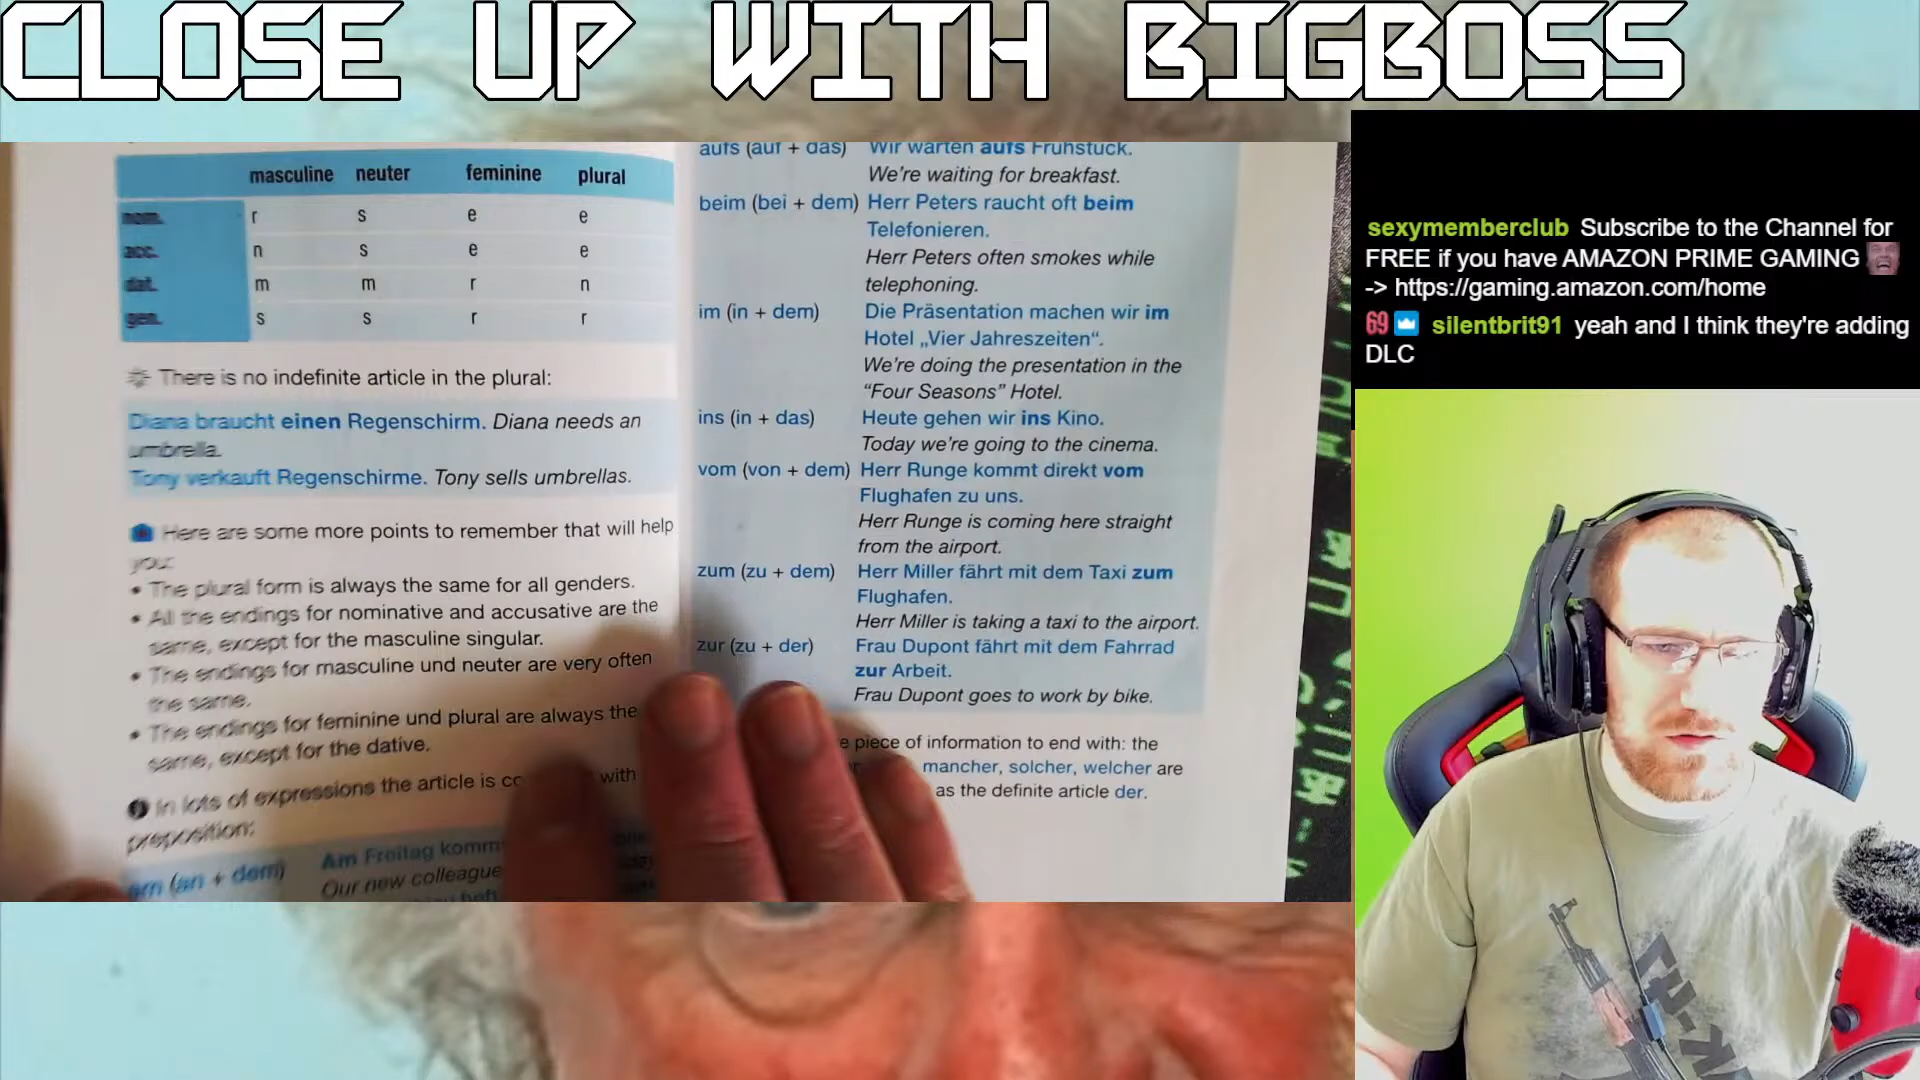 CLOSE UP WITH BIGBOSS
masculine neuter feminine plural
nom. r s e e
acc. n s e e
dat. m m r n
gen. s s r r
There is no indefinite article in the plural:
Diana braucht einen Regenschirm. Diana needs an
umbrella.
Tony verkauft Regenschirme. Tony sells umbrellas.
Here are some more points to remember that will help
you:
• The plural form is always the same for all genders.
• All the endings for nominative and accusative are the
same, except for the masculine singular.
• The endings for masculine und neuter are very often
the same.
• The endings for feminine und plural are always the
same, except for the dative.
In lots of expressions the article is with
preposition:
am (an + dem) Am Freitag
Our new colleague
aufs (auf + das) Wir warten aufs Frühstück.
We're waiting for breakfast.
beim (bei + dem) Herr Peters raucht oft beim
Telefonieren.
Herr Peters often smokes while
telephoning.
im (in + dem) Die Präsentation machen wir im
Hotel „Vier Jahreszeiten“.
We're doing the presentation in the
“Four Seasons” Hotel.
ins (in + das) Heute gehen wir ins Kino.
Today we're going to the cinema.
vom (von + dem) Herr Runge kommt direkt vom
Flughafen zu uns.
Herr Runge is coming here straight
from the airport.
zum (zu + dem) Herr Miller fährt mit dem Taxi zum
Flughafen.
Herr Miller is taking a taxi to the airport.
zur (zu + der) Frau Dupont fährt mit dem Fahrrad
zur Arbeit.
Frau Dupont goes to work by bike.
piece of information to end with: the
mancher, solcher, welcher are
as the definite article der.
sexymemberclub Subscribe to the Channel for
FREE if you have AMAZON PRIME GAMING
-> https://gaming.amazon.com/home
69 silentbrit91 yeah and I think they're adding
DLC